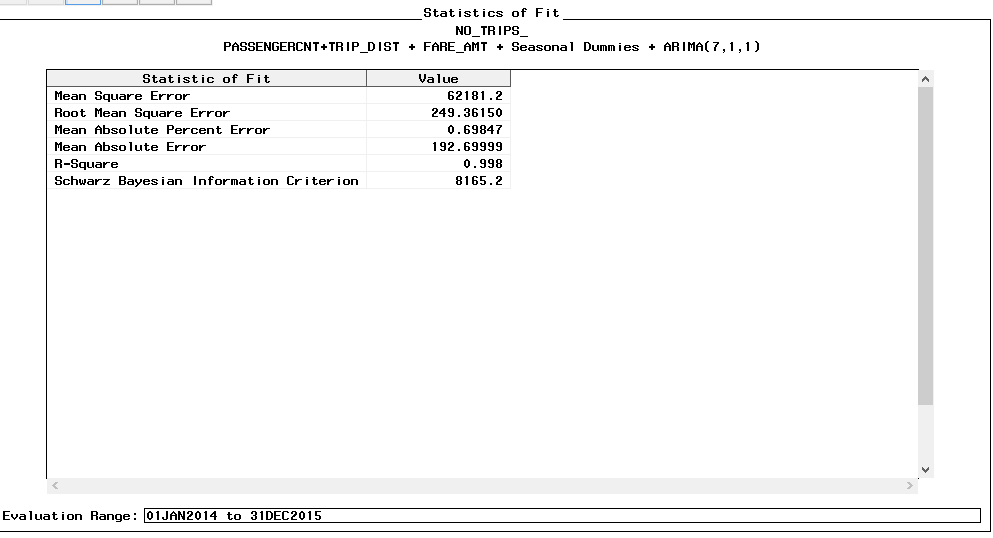 Statistics of Fit
NO_TRIPS_
PASSENGERCNT+TRIP_DIST + FARE_AMT + Seasonal Dummies + ARIMA(7,1,1)
Statistic of Fit Value
Mean Square Error 62181.2
Root Mean Square Error 249.36150
Mean Absolute Percent Error 0.69847
Mean Absolute Error 192.69999
R-Square 0.998
Schwarz Bayesian Information Criterion 8165.2
Evaluation Range: 01JAN2014 to 31DEC2015